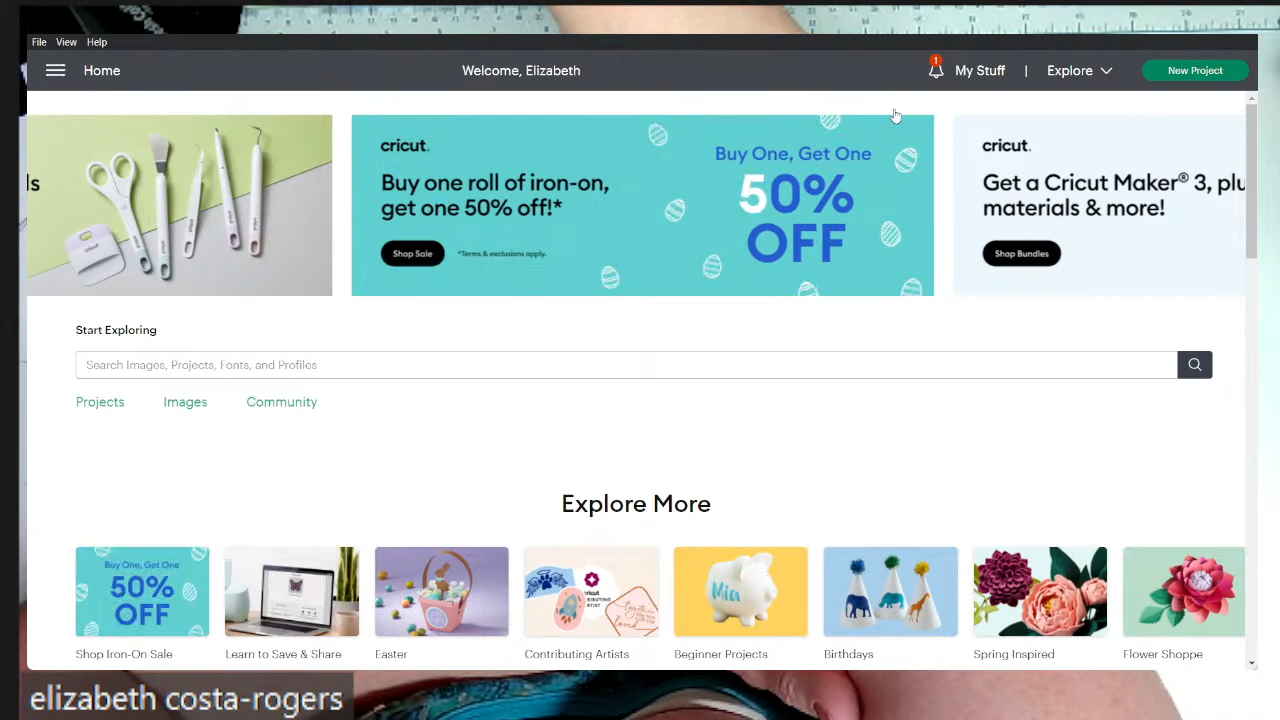 File View Help
Home
Welcome, Elizabeth
1
My Stuff | Explore
New Project
ls
cricut
Buy one roll of iron-on,
get one 50% off!*
Shop Sale
*Terms & exclusions apply.
Buy One, Get One
50%
OFF
cricut
Get a Cricut Maker® 3, plu
materials & more!
Shop Bundles
Start Exploring
Search Images, Projects, Fonts, and Profiles
Projects Images Community
Explore More
Buy One, Get One
50%
OFF
Mia
Shop Iron-On Sale
Learn to Save & Share
Easter
Contributing Artists
Beginner Projects
Birthdays
Spring Inspired
Flower Shoppe
elizabeth costa-rogers